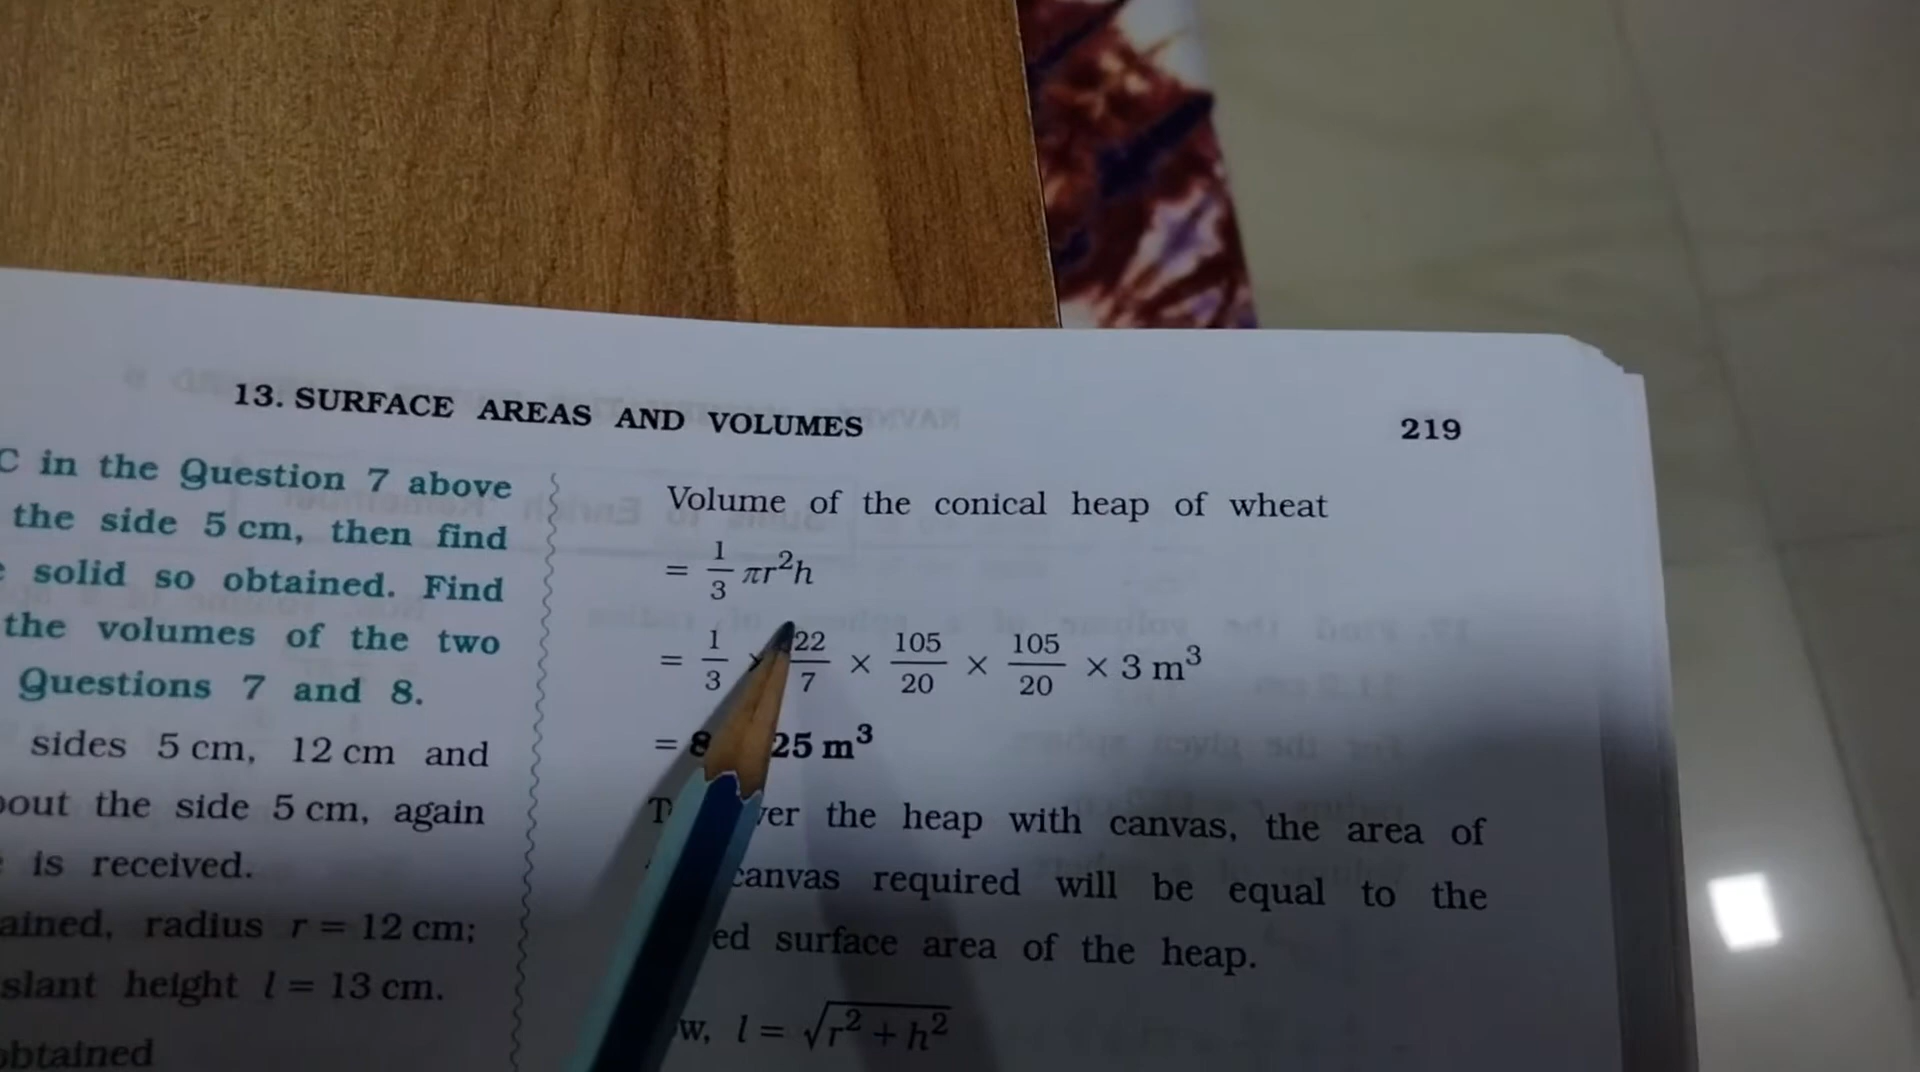 13. SURFACE AREAS AND VOLUMES 219
C in the Question 7 above
the side 5 cm, then find
solid so obtained. Find
the volumes of the two
Questions 7 and 8.
sides 5 cm, 12 cm and
the side 5 cm, again
is received.
radius r = 12 cm;
slant height l = 13 cm.
Volume of the conical heap of wheat
= 1/3 πr²h
= 1/3 × 22/7 × 105/20 × 105/20 × 3 m³
= 8 25 m³
the heap with canvas, the area of
canvas required will be equal to the
surface area of the heap.
l = √(r² + h²)